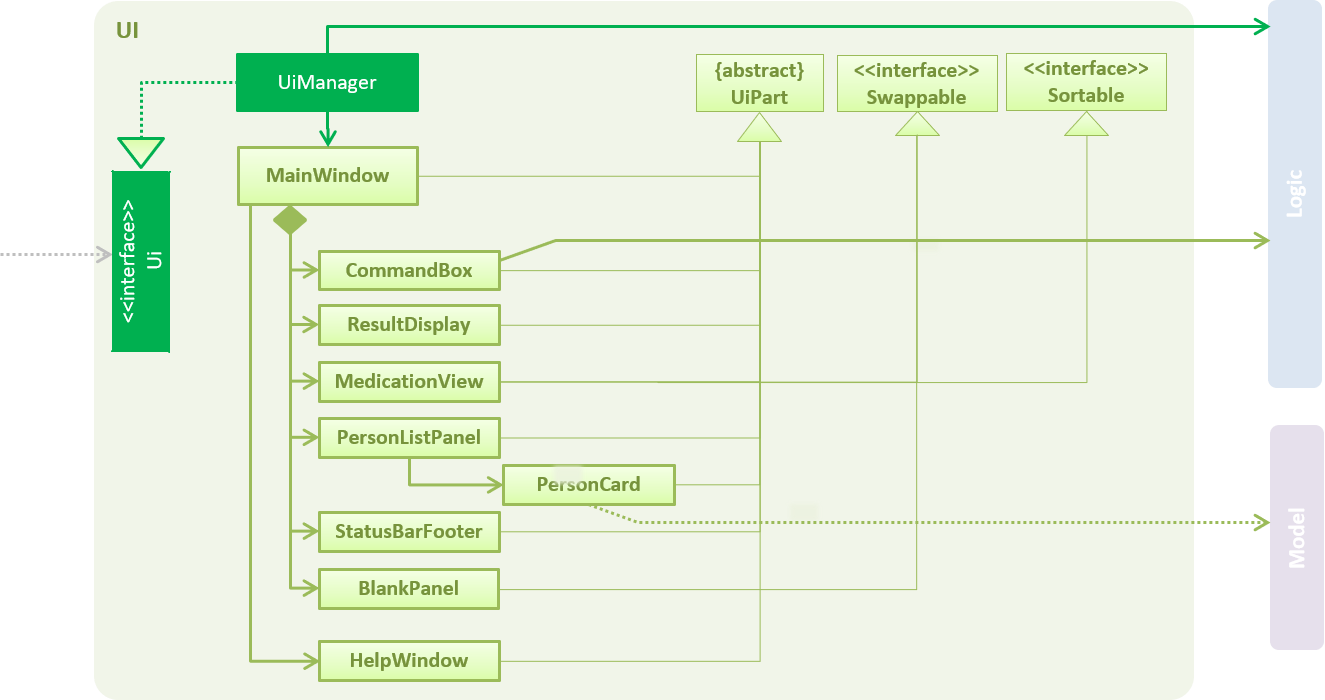 UI
UiManager
{abstract}
UiPart
<<interface>>
Swappable
<<interface>>
Sortable
MainWindow
<<interface>>
Ui
Logic
CommandBox
ResultDisplay
MedicationView
PersonListPanel
PersonCard
StatusBarFooter
Model
BlankPanel
HelpWindow